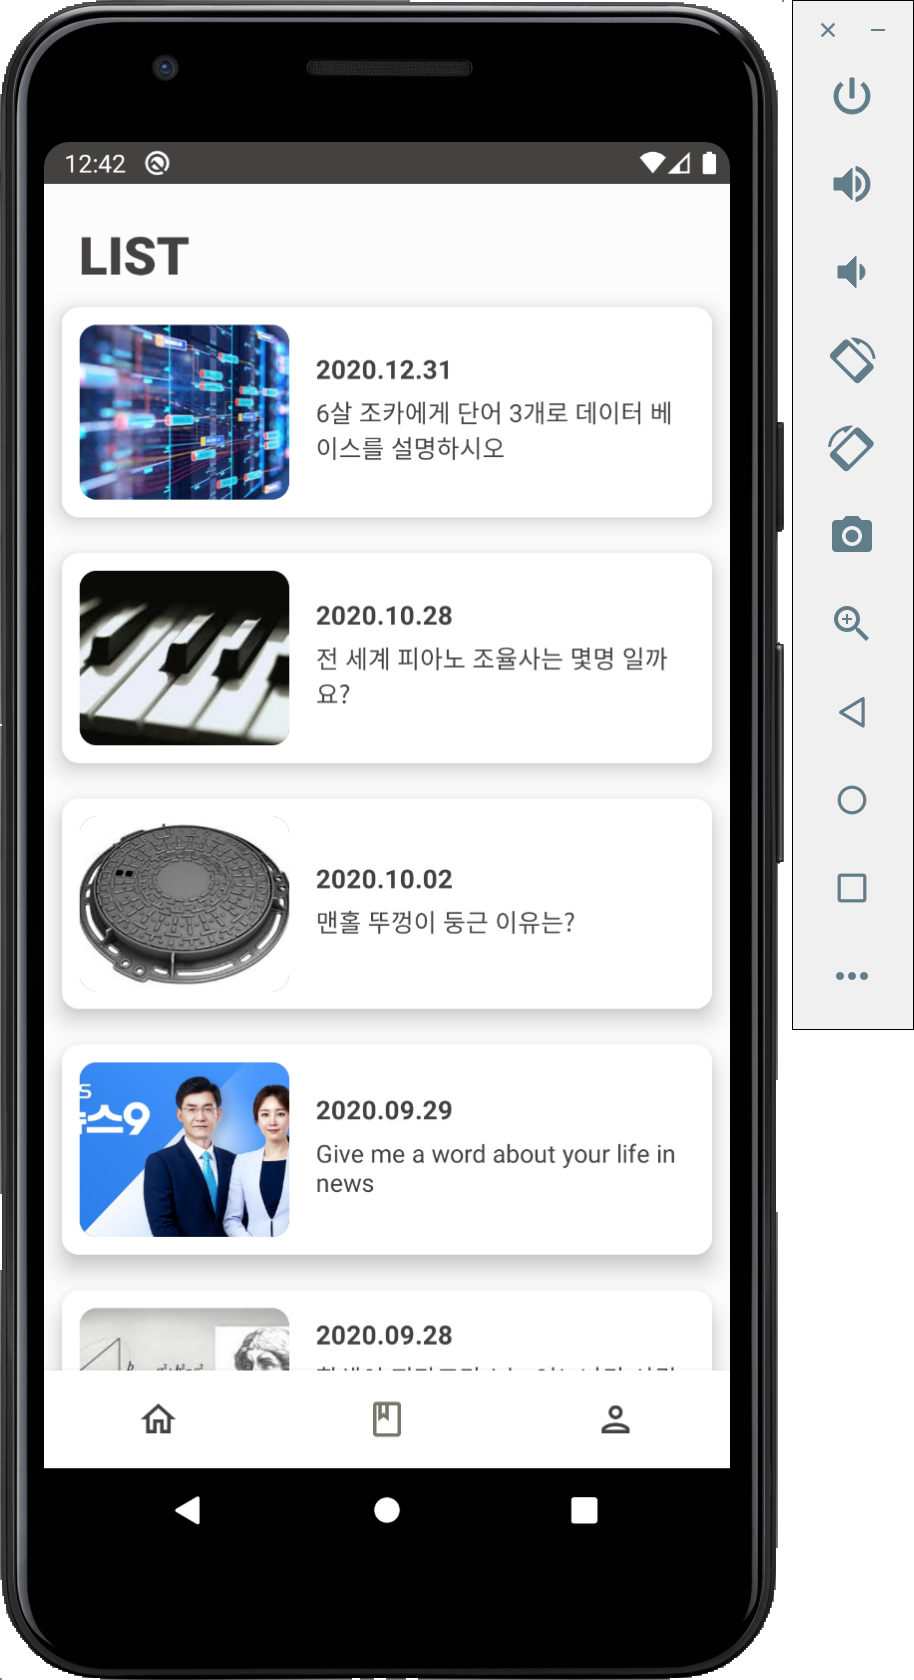 12:42
LIST
2020.12.31
6살 조카에게 단어 3개로 데이터 베
이스를 설명하시오
2020.10.28
전 세계 피아노 조율사는 몇명 일까
요?
2020.10.02
맨홀 뚜껑이 둥근 이유는?
스9
2020.09.29
Give me a word about your life in
news
2020.09.28